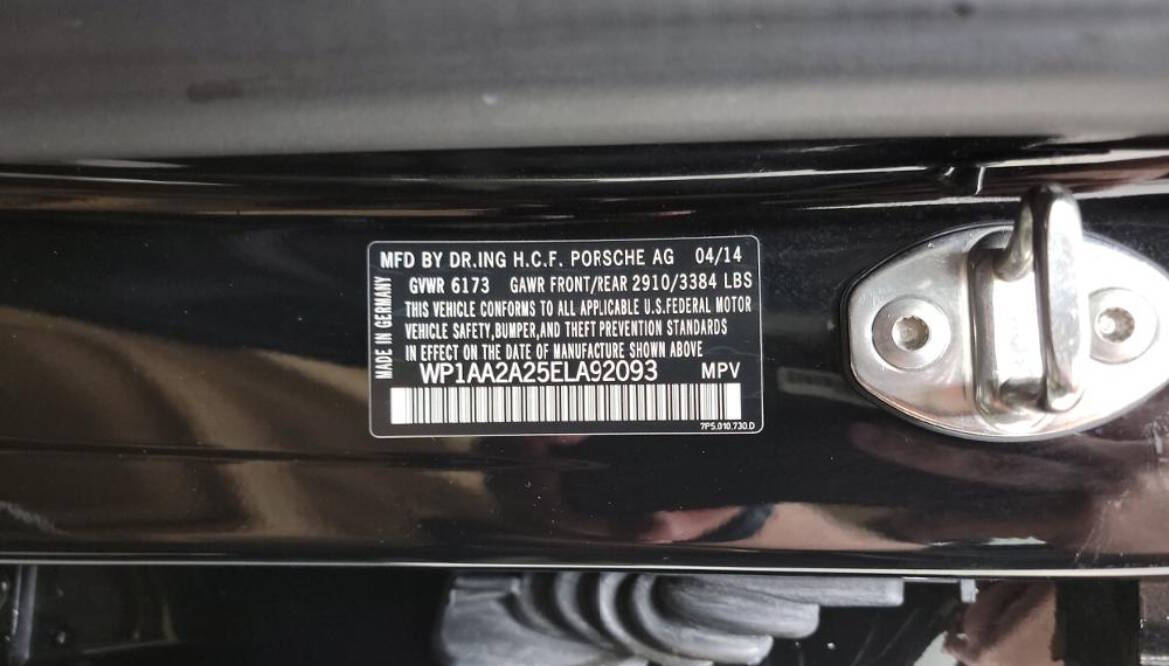 MFD BY DR.ING H.C.F. PORSCHE AG 04/14
GVWR 6173 GAWR FRONT/REAR 2910/3384 LBS
THIS VEHICLE CONFORMS TO ALL APPLICABLE U.S.FEDERAL MOTOR
VEHICLE SAFETY,BUMPER,AND THEFT PREVENTION STANDARDS
IN EFFECT ON THE DATE OF MANUFACTURE SHOWN ABOVE
WP1AA2A25ELA92093 MPV
7P5.010.730.D
MADE IN GERMANY